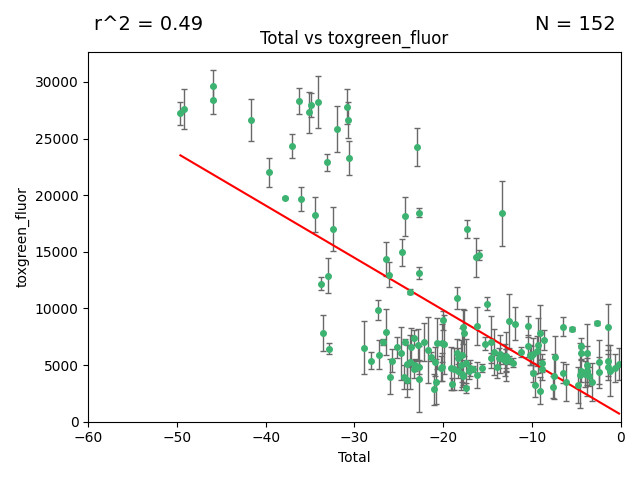 r^2 = 0.49
N = 152
Total vs toxgreen_fluor
30000
25000
20000
15000
10000
5000
0
toxgreen_fluor
−60
−50
−40
−30
−20
−10
0
Total